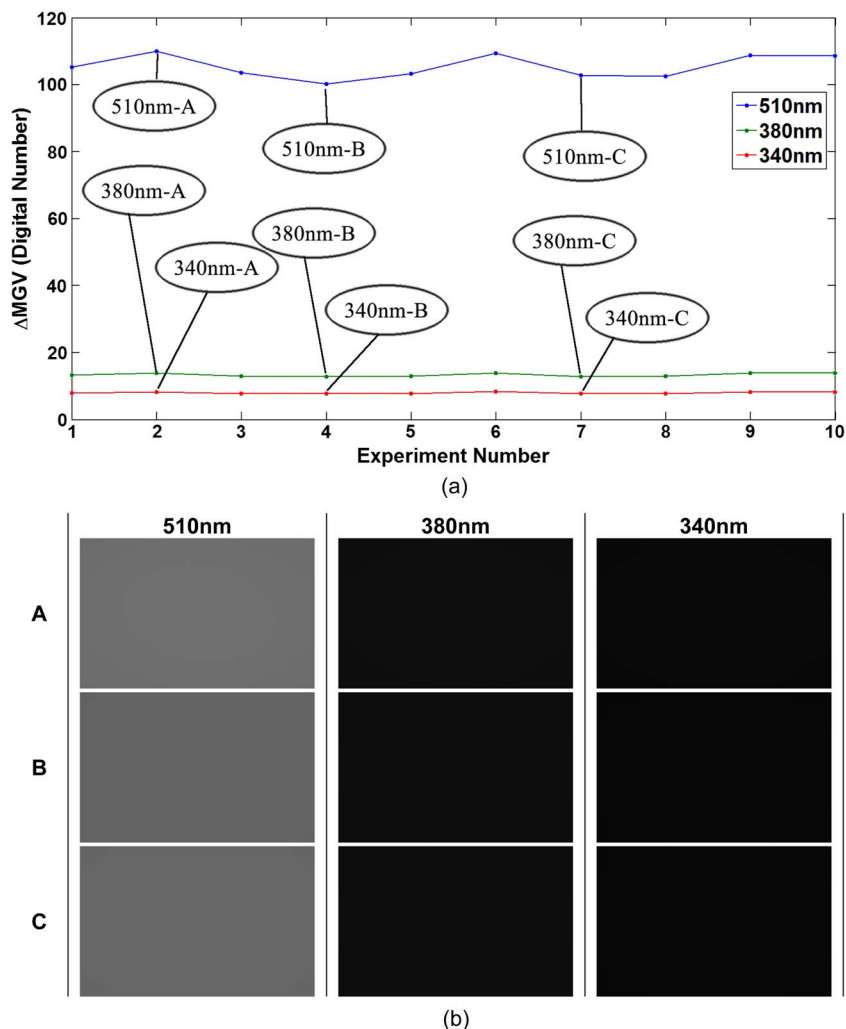 120
100
80
60
40
20
0
ΔMGV (Digital Number)
510nm-A
510nm-B
510nm-C
380nm-A
380nm-B
380nm-C
340nm-A
340nm-B
340nm-C
510nm
380nm
340nm
1 2 3 4 5 6 7 8 9 10
Experiment Number
(a)
510nm 380nm 340nm
A
B
C
(b)